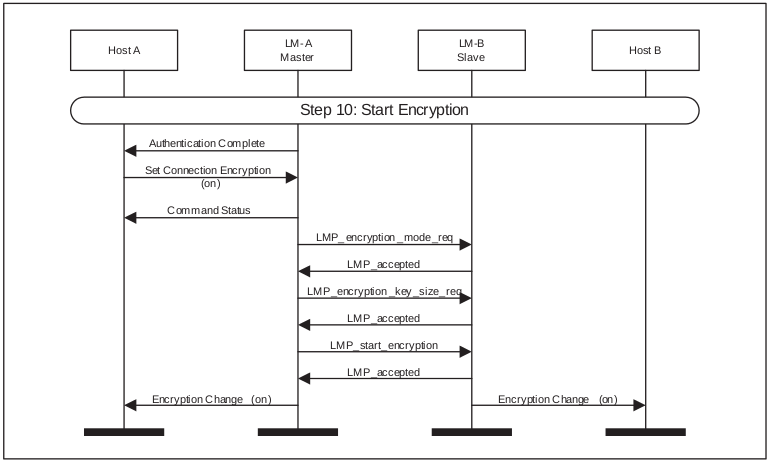 Host A
LM-A
Master
LM-B
Slave
Host B
Step 10: Start Encryption
Authentication Complete
Set Connection Encryption
(on)
Command Status
LMP_encryption_mode_req
LMP_accepted
LMP_encryption_key_size_req
LMP_accepted
LMP_start_encryption
LMP_accepted
Encryption Change (on)
Encryption Change (on)